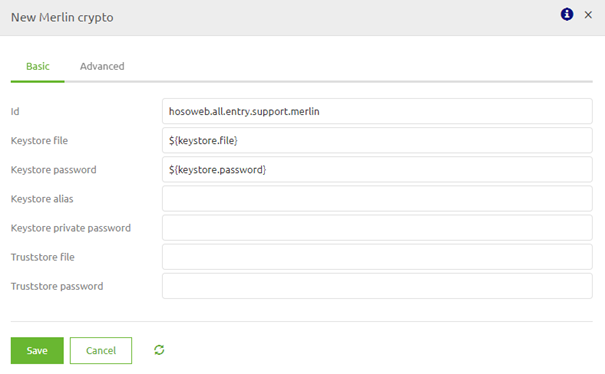 New Merlin crypto
Basic Advanced
Id hosoweb.all.entry.support.merlin
Keystore file ${keystore.file}
Keystore password ${keystore.password}
Keystore alias
Keystore private password
Truststore file
Truststore password
Save Cancel